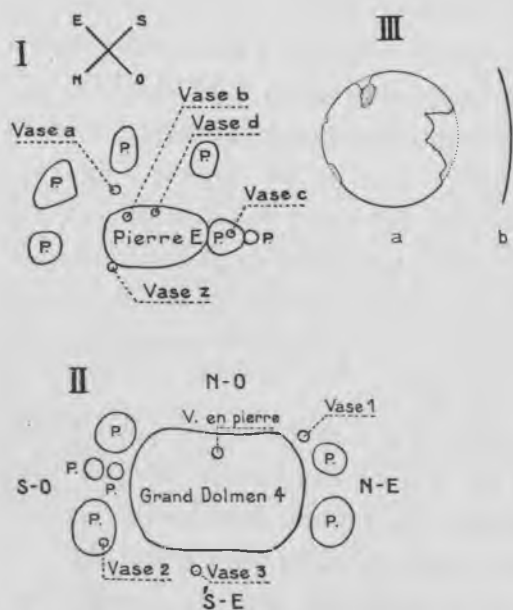 I
E S
N O
Vase b
Vase d
Vase a
P.
P.
P.
P.
Vase c
Pierre E
P.
P.
Vase z
III
a b
II
N-O
V. en pierre
Vase 1
P.
P.
P.
P.
S-O
Grand Dolmen 4
N-E
P.
P.
Vase 2
Vase 3
S-E